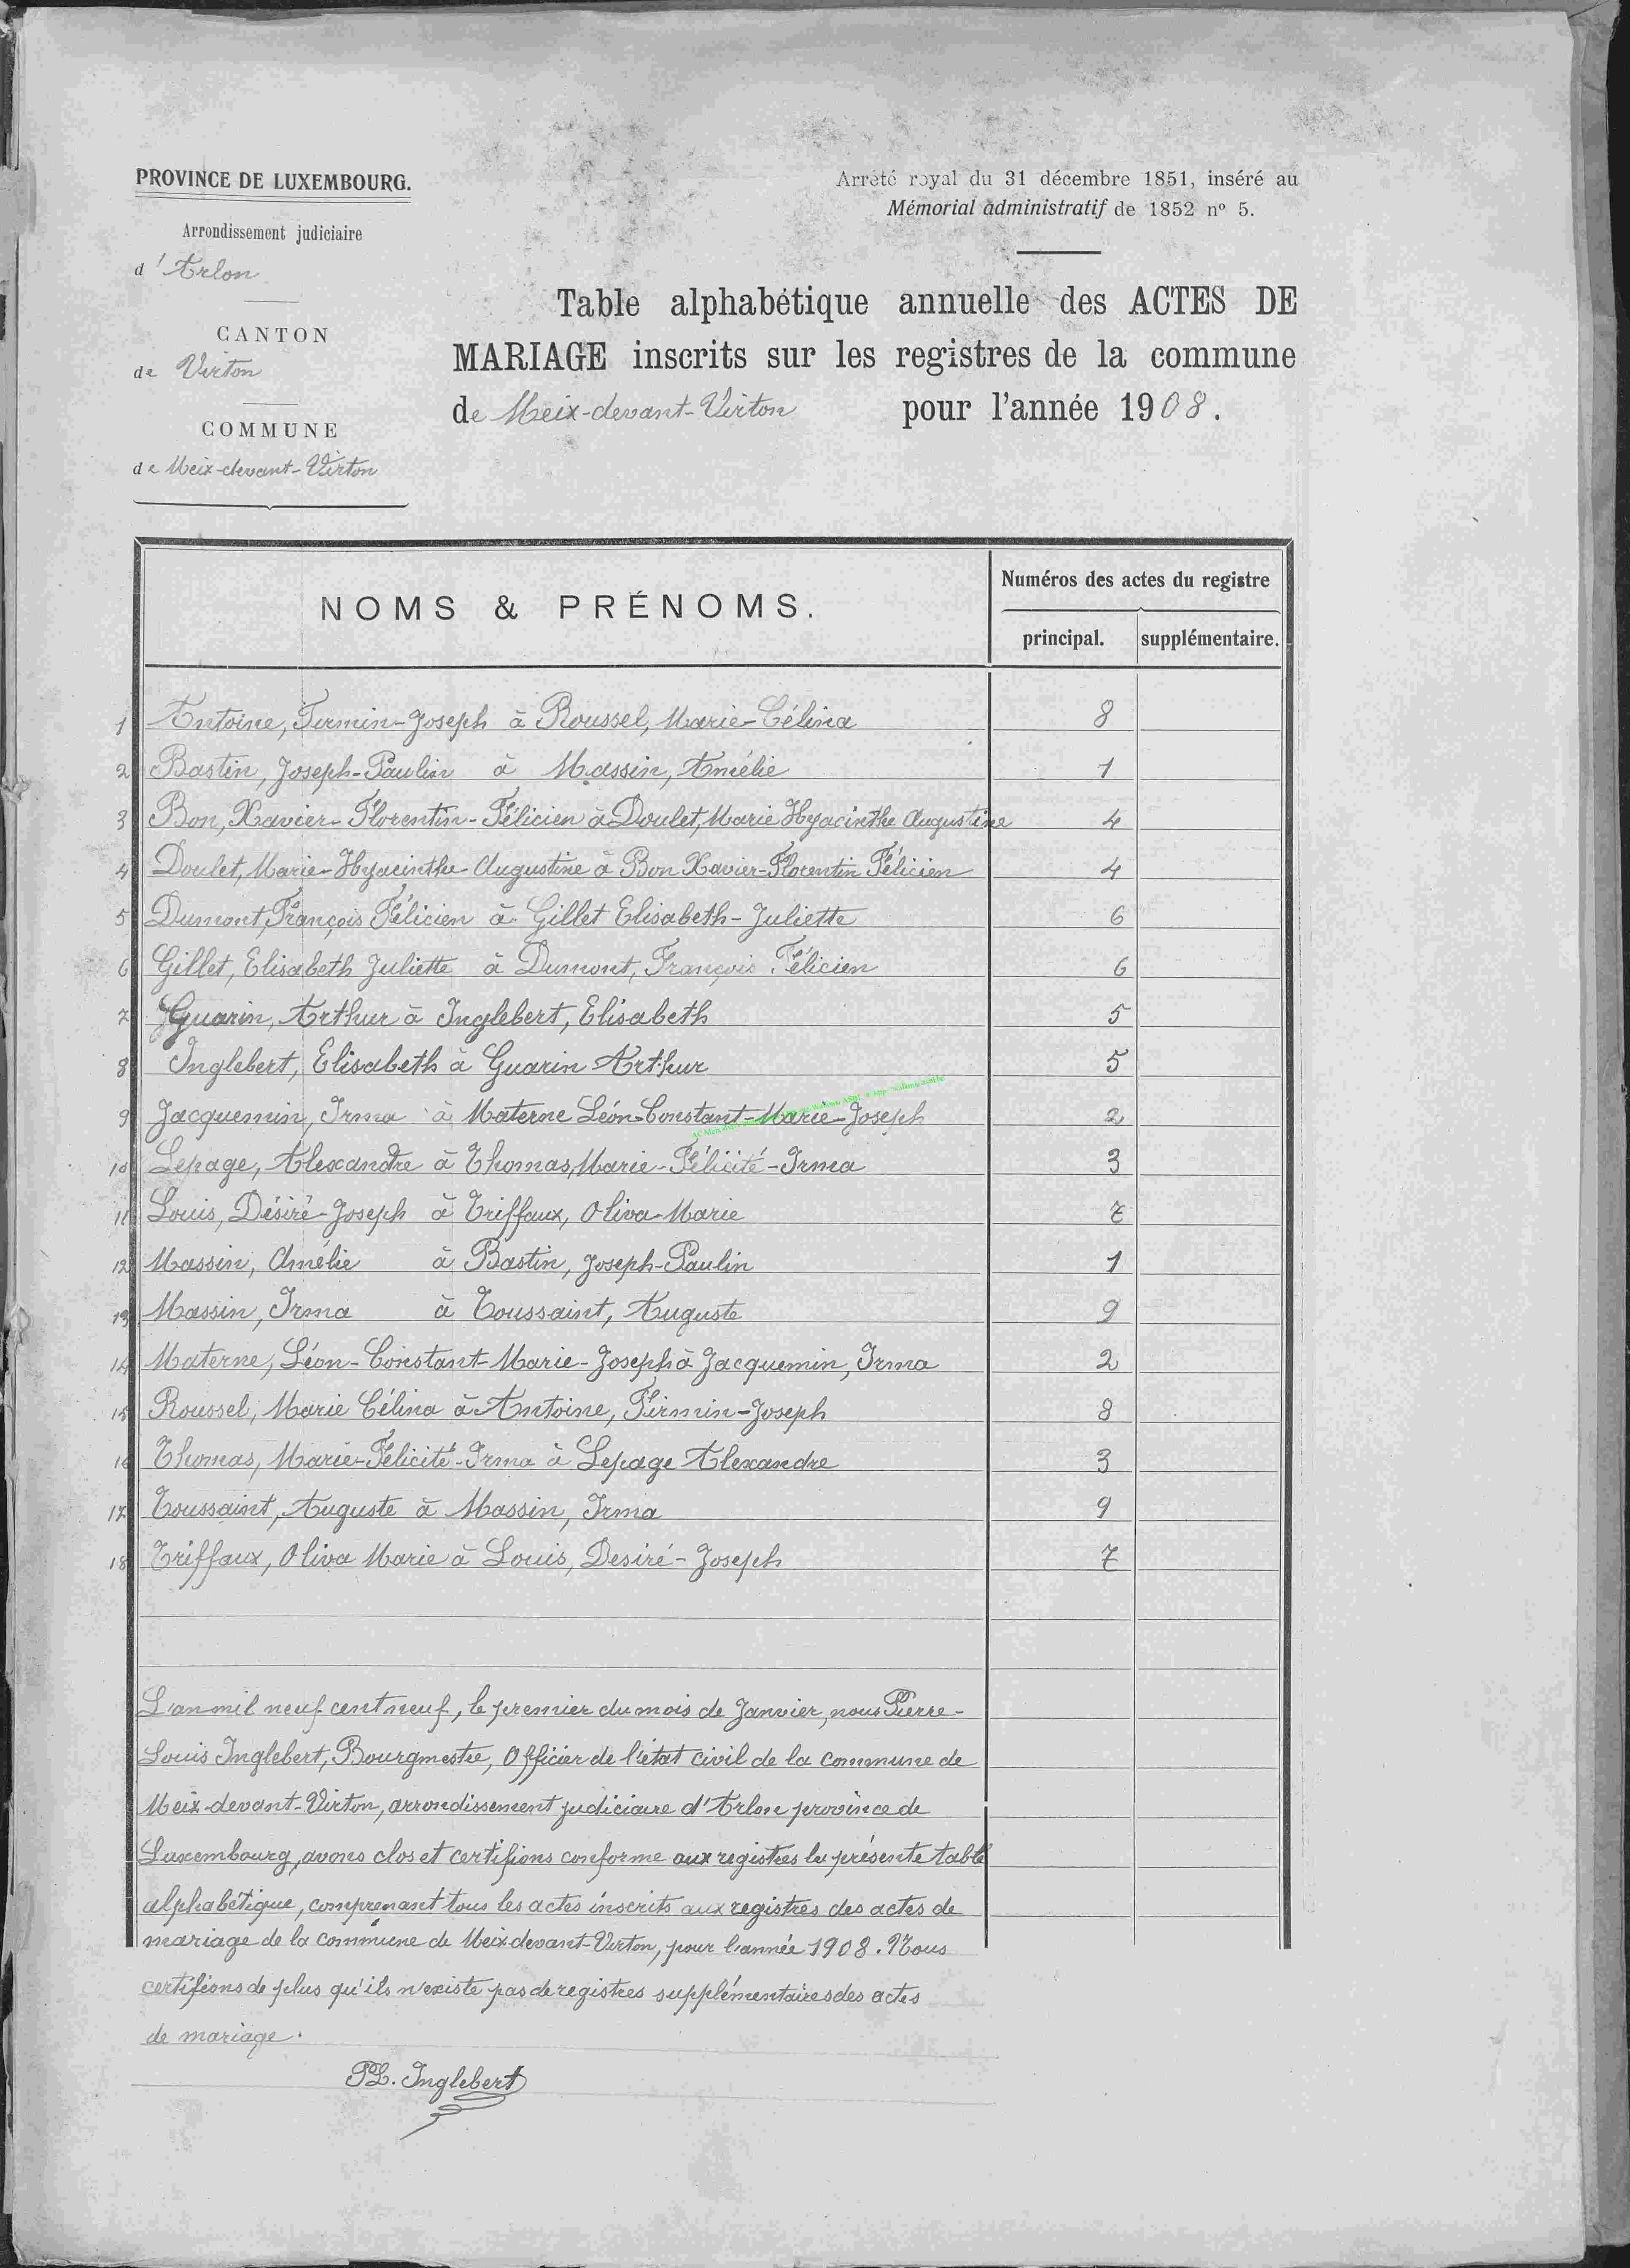 PROVINCE DE LUXEMBOURG.
Arrondissement judiciaire
d'Arlon
CANTON
de Virton
COMMUNE
de Meix-devant-Virton
Arrêté royal du 31 décembre 1851, inséré au
Mémorial administratif de 1852 nº 5.
Table alphabétique annuelle des ACTES DE
MARIAGE inscrits sur les registres de la commune
de Meix-devant-Virton pour l'année 1908.
NOMS & PRÉNOMS.
Numéros des actes du registre
principal. supplémentaire.
1 Antoine, Firmin-Joseph à Roussel, Marie-Célina 8
2 Bastin, Joseph-Paulin à Massin, Amélie 1
3 Bon, Xavier-Florentin-Félicien à Doulet, Marie Hyacinthe Augustine 4
4 Doulet, Marie-Hyacinthe-Augustine à Bon Xavier-Florentin Félicien 4
5 Dumont, François Félicien à Gillet Elisabeth-Juliette 6
6 Gillet, Elisabeth Juliette à Dumont, François Félicien 6
7 Guarin, Arthur à Inglebert, Elisabeth 5
8 Inglebert, Elisabeth à Guarin Arthur 5
9 Jacquemin, Irma à Materne Léon-Constant-Marie-Joseph 2
10 Lepage, Alexandre à Thomas, Marie-Félicité-Irma 3
11 Louis, Désiré-Joseph à Triffaux, Oliva-Marie 7
12 Massin, Amélie à Bastin, Joseph-Paulin 1
13 Massin, Irma à Toussaint, Auguste 9
14 Materne, Léon-Constant-Marie-Joseph à Jacquemin, Irma 2
15 Roussel, Marie Célina à Antoine, Firmin-Joseph 8
16 Thomas, Marie-Félicité-Irma à Lepage Alexandre 3
17 Toussaint, Auguste à Massin, Irma 9
18 Triffaux, Oliva Marie à Louis, Desiré-Joseph 7
L'an mil neuf cent neuf, le premier du mois de Janvier, nous Pierre-
Louis Inglebert, Bourgmestre, Officier de l'état civil de la commune de
Meix-devant-Virton, arrondissement judiciaire d'Arlon province de
Luxembourg, avons clos et certifions conforme aux registres la présente table
alphabétique, comprenant tous les actes inscrits aux registres des actes de
mariage de la commune de Meix-devant-Virton, pour l'année 1908. Nous
certifions de plus qu'ils n'existe pas de registres supplémentaires des actes
de mariage.
PL. Inglebert